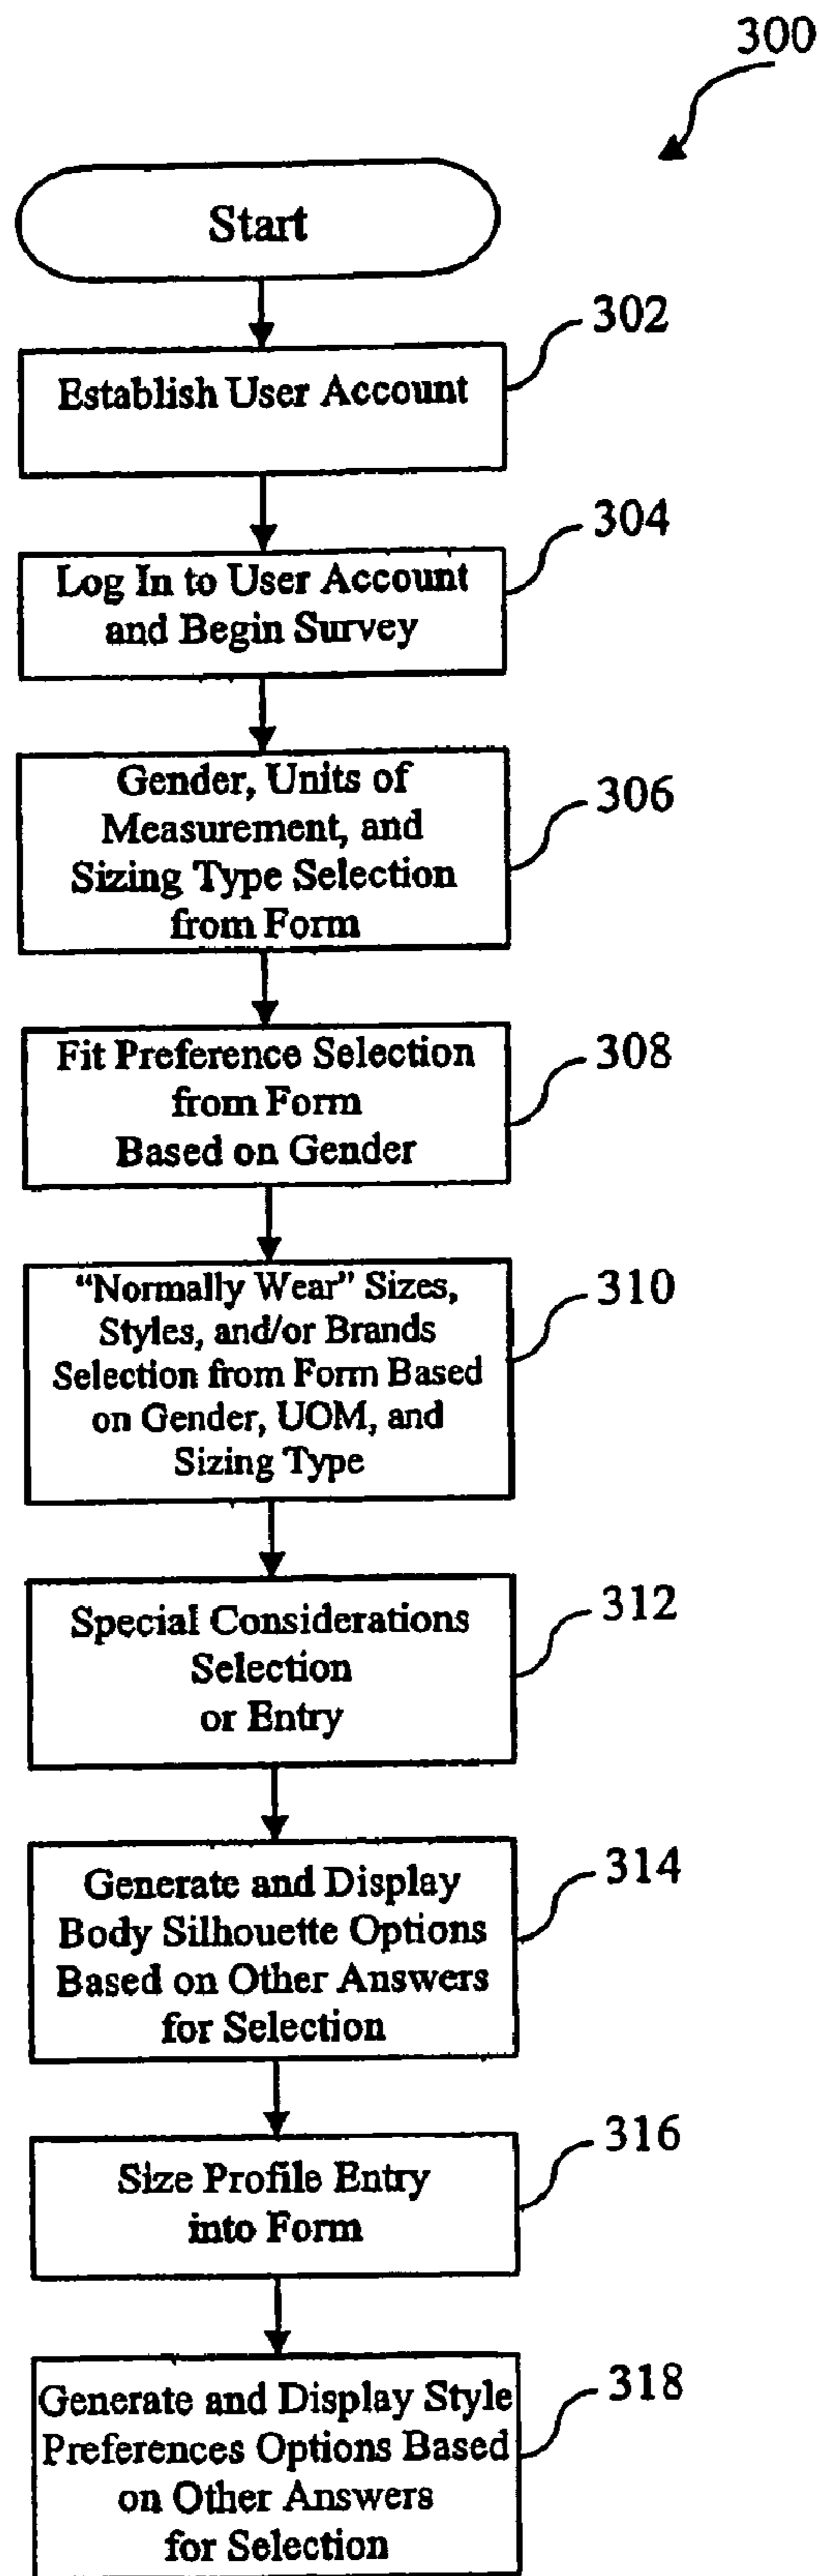 300
Start
302
Establish User Account
304
Log In to User Account
and Begin Survey
306
Gender, Units of
Measurement, and
Sizing Type Selection
from Form
308
Fit Preference Selection
from Form
Based on Gender
310
“Normally Wear” Sizes,
Styles, and/or Brands
Selection from Form Based
on Gender, UOM, and
Sizing Type
312
Special Considerations
Selection
or Entry
314
Generate and Display
Body Silhouette Options
Based on Other Answers
for Selection
316
Size Profile Entry
into Form
318
Generate and Display Style
Preferences Options Based
on Other Answers
for Selection